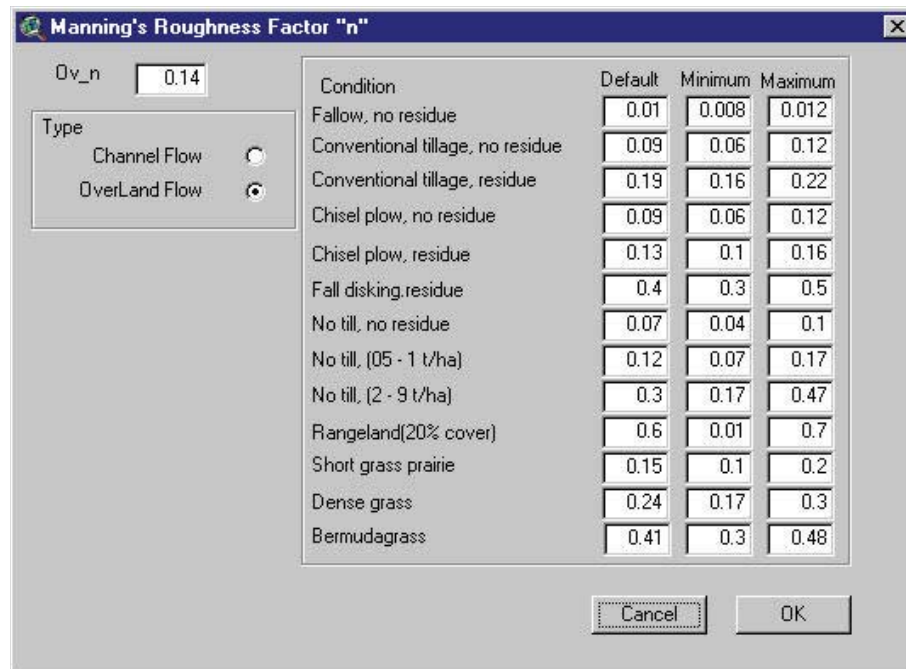 Manning's Roughness Factor "n"
Ov_n 0.14
Type
Channel Flow
OverLand Flow
Condition Default Minimum Maximum
Fallow, no residue 0.01 0.008 0.012
Conventional tillage, no residue 0.09 0.06 0.12
Conventional tillage, residue 0.19 0.16 0.22
Chisel plow, no residue 0.09 0.06 0.12
Chisel plow, residue 0.13 0.1 0.16
Fall disking.residue 0.4 0.3 0.5
No till, no residue 0.07 0.04 0.1
No till, (05 - 1 t/ha) 0.12 0.07 0.17
No till, (2 - 9 t/ha) 0.3 0.17 0.47
Rangeland(20% cover) 0.6 0.01 0.7
Short grass prairie 0.15 0.1 0.2
Dense grass 0.24 0.17 0.3
Bermudagrass 0.41 0.3 0.48
Cancel OK